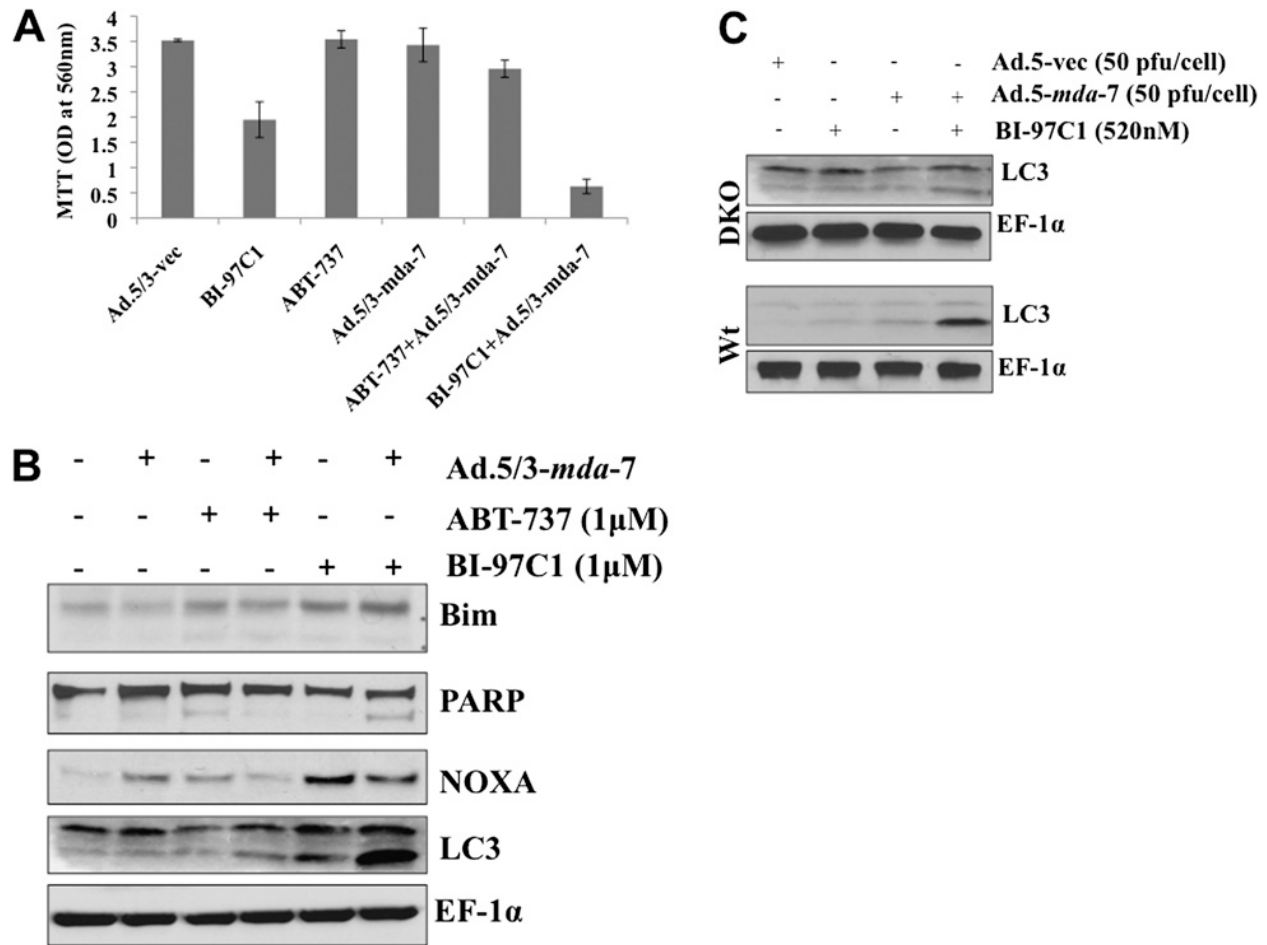 A
MTT (OD at 560nm)
4
3.5
3
2.5
2
1.5
1
0.5
0
Ad.5/3-vec
BI-97C1
ABT-737
Ad.5/3-mda-7
ABT-737+Ad.5/3-mda-7
BI-97C1+Ad.5/3-mda-7
B
- + - + - + Ad.5/3-mda-7
- - + + - - ABT-737 (1µM)
- - - - + + BI-97C1 (1µM)
Bim
PARP
NOXA
LC3
EF-1α
C
+ - - - Ad.5-vec (50 pfu/cell)
- - + + Ad.5-mda-7 (50 pfu/cell)
- + - + BI-97C1 (520nM)
DKO
LC3
EF-1α
Wt
LC3
EF-1α